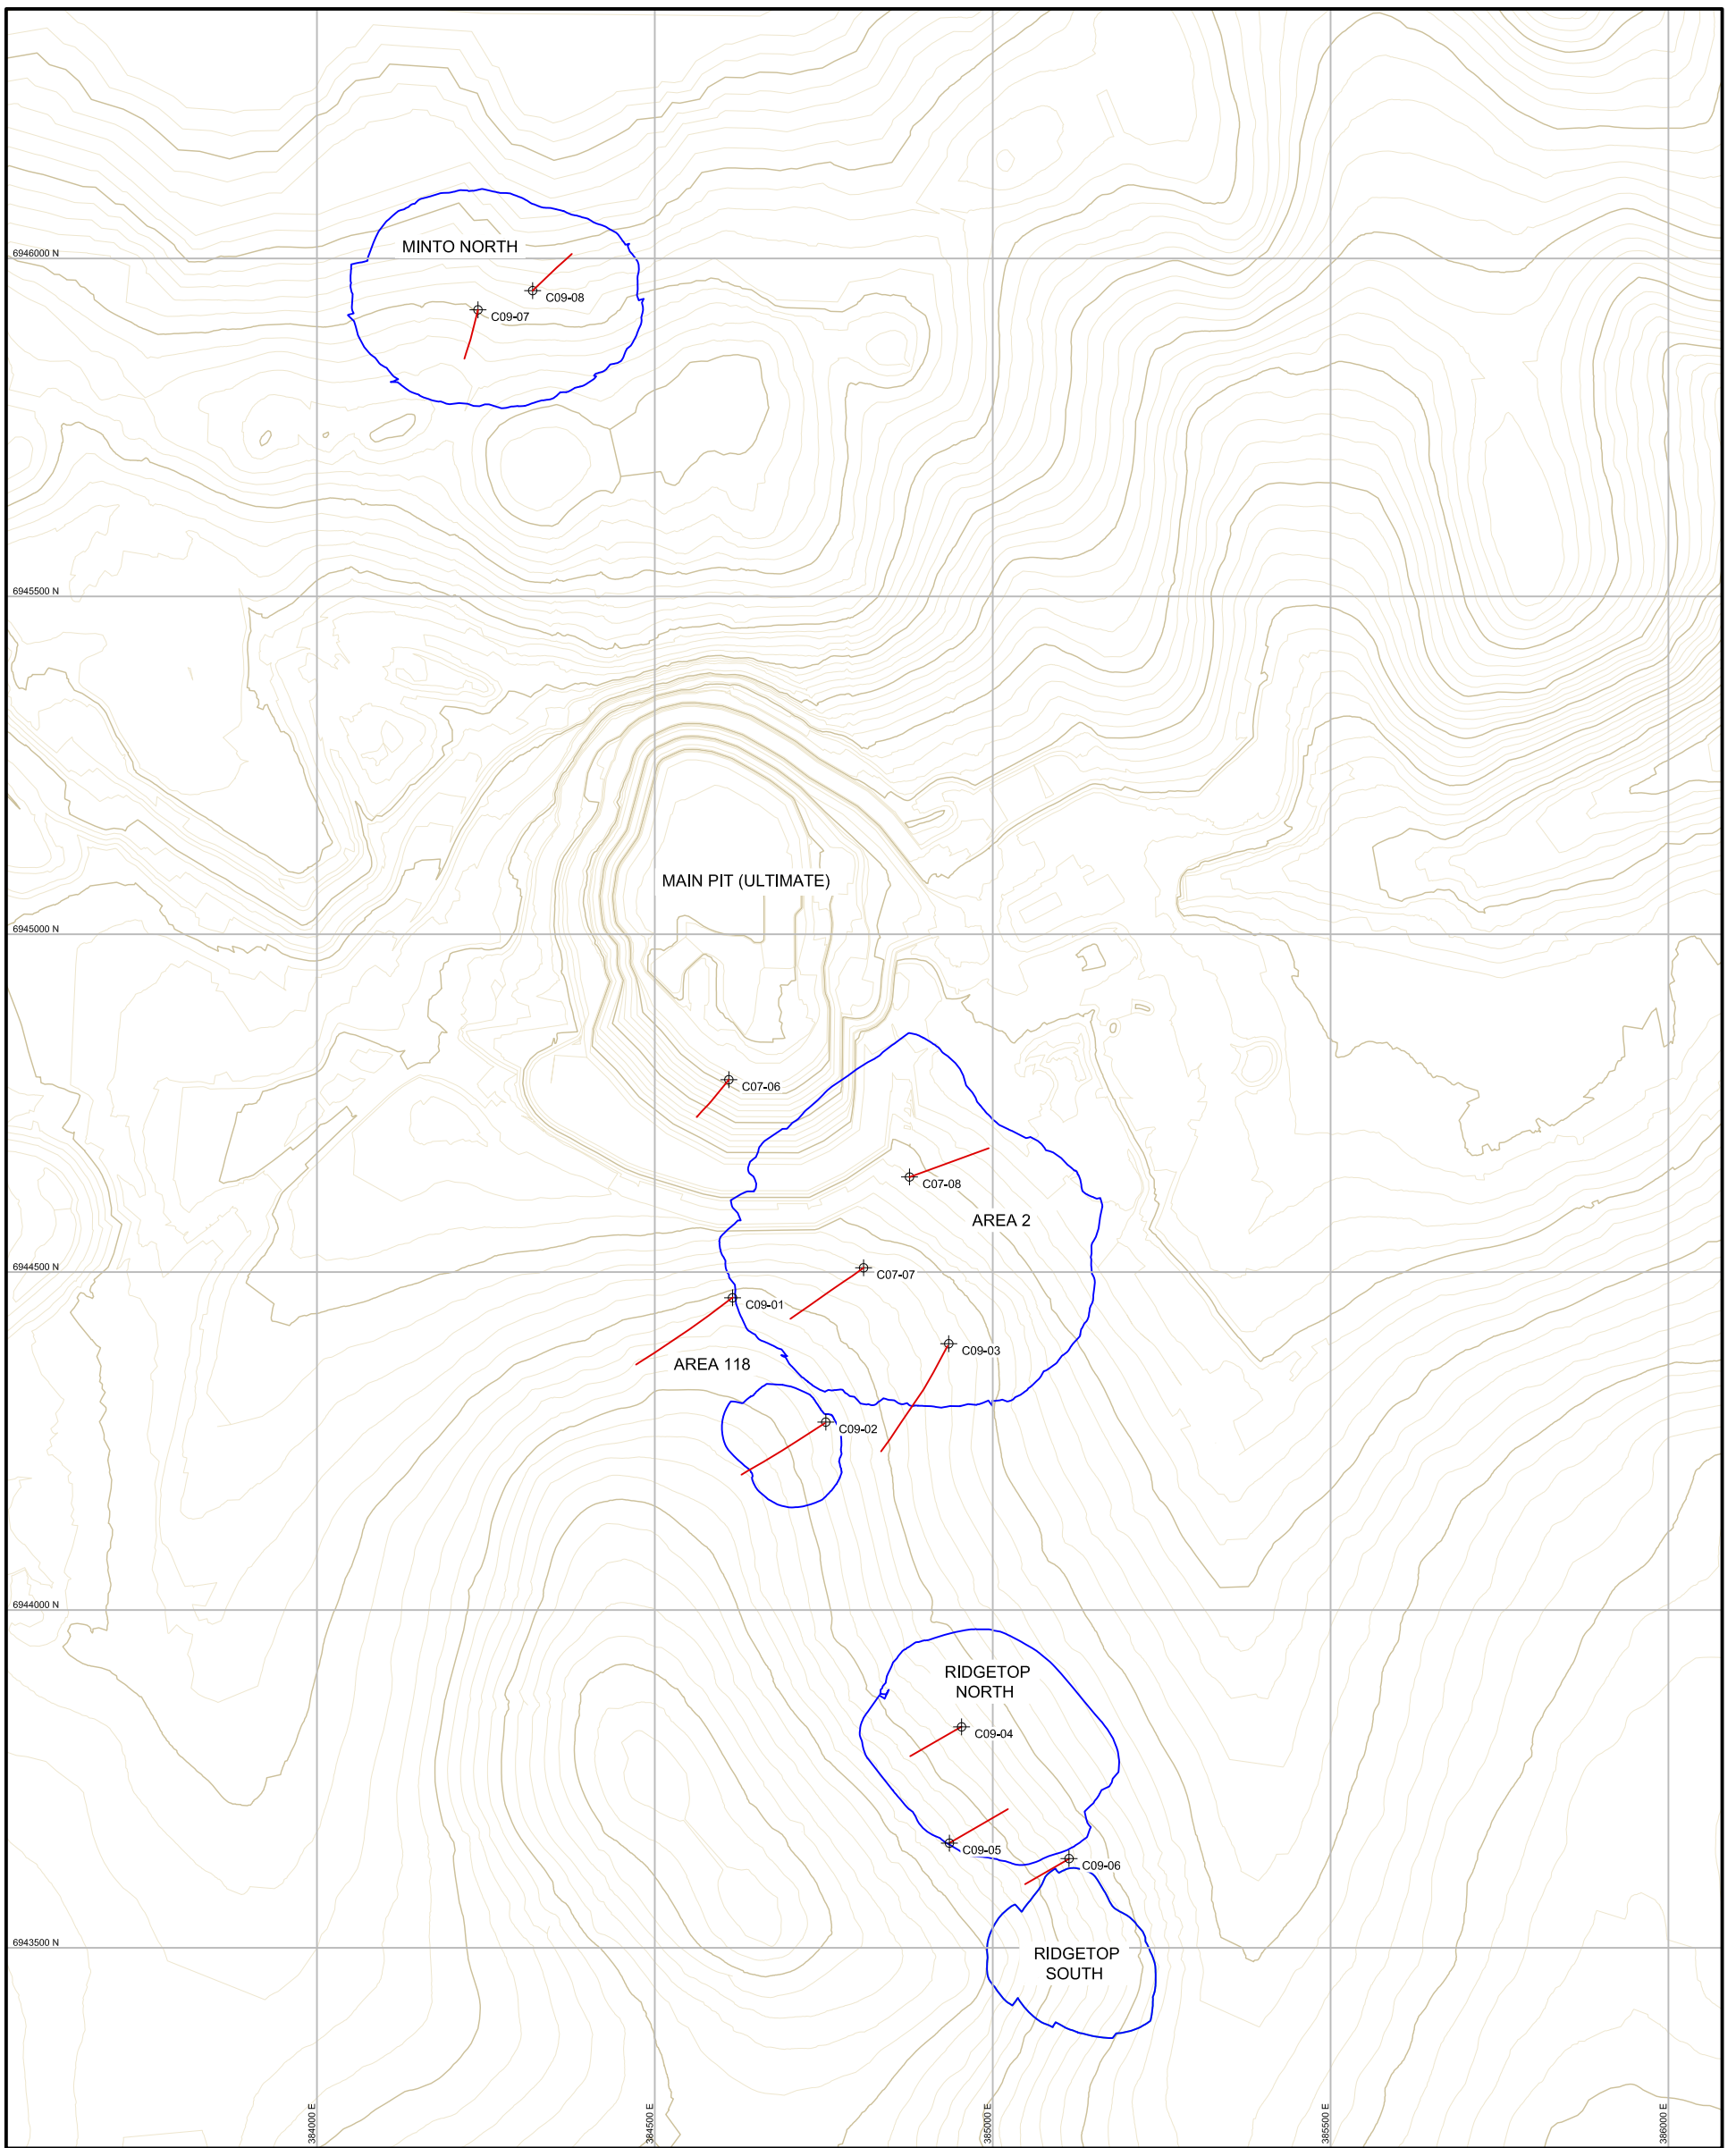 MINTO NORTH
6946000 N
C09-08
C09-07
6945500 N
MAIN PIT (ULTIMATE)
6945000 N
C07-06
C07-08
AREA 2
6944500 N
C07-07
C09-01
C09-03
AREA 118
C09-02
6944000 N
RIDGETOP
NORTH
C09-04
C09-05
C09-06
6943500 N
RIDGETOP
SOUTH
384000 E
384500 E
385000 E
385500 E
386000 E